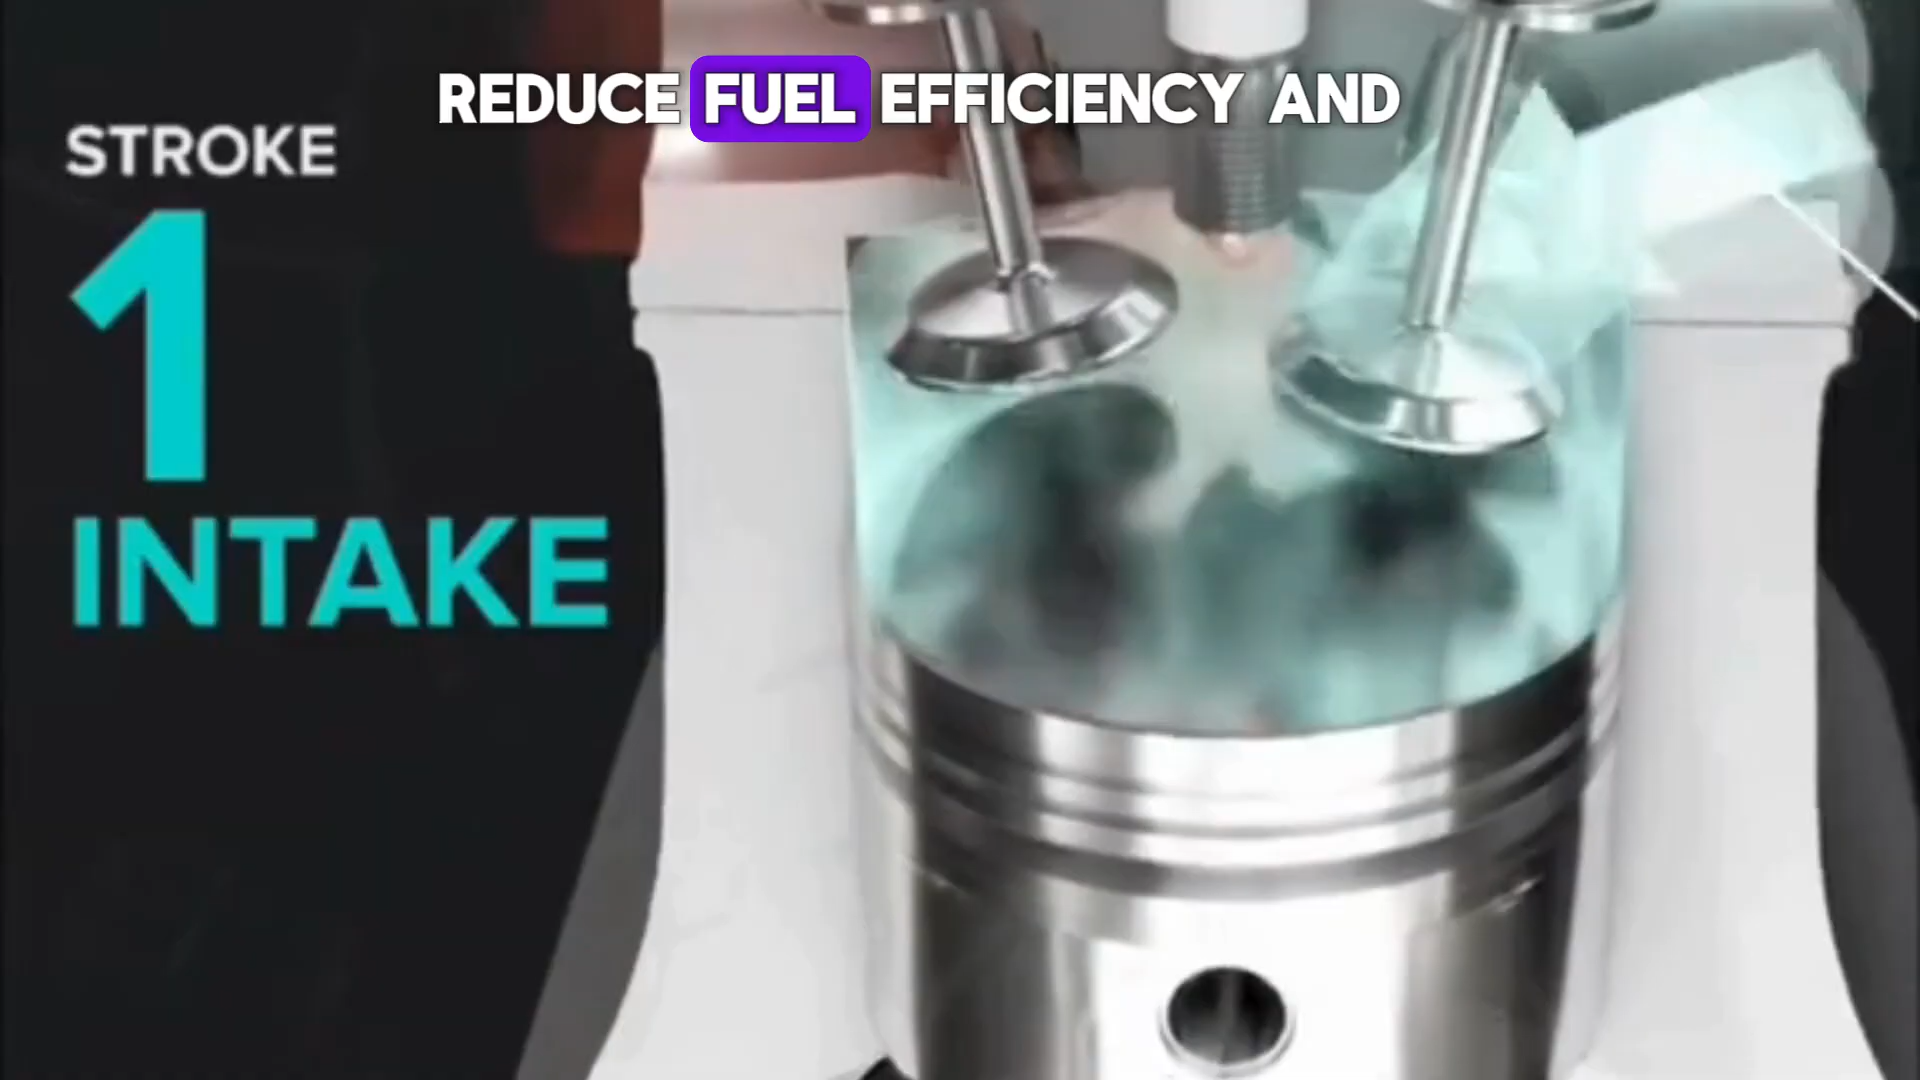 REDUCE FUEL EFFICIENCY AND
STROKE
1
INTAKE